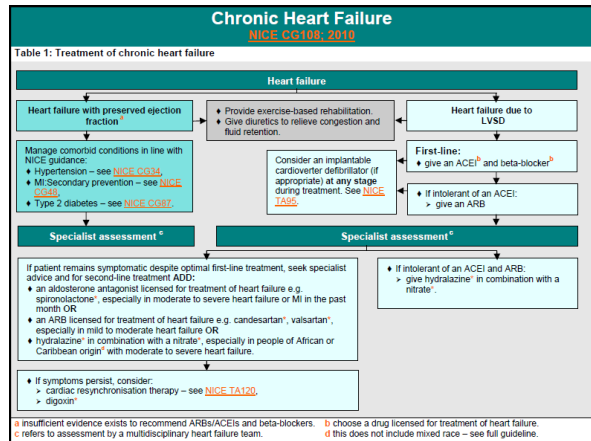 Chronic Heart Failure
NICE CG108; 2010
Table 1: Treatment of chronic heart failure
Heart failure
Heart failure with preserved ejection
fraction a
♦ Provide exercise-based rehabilitation.
♦ Give diuretics to relieve congestion and
fluid retention.
Heart failure due to
LVSD
Manage comorbid conditions in line with
NICE guidance:
♦ Hypertension – see NICE CG34,
♦ MI:Secondary prevention – see NICE
CG48,
♦ Type 2 diabetes – see NICE CG87.
Consider an implantable
cardioverter defibrillator (if
appropriate) at any stage
during treatment. See NICE
TA95.
First-line:
♦ give an ACEI b and beta-blocker b
♦ If intolerant of an ACEI:
➢ give an ARB
Specialist assessment c
Specialist assessment c
If patient remains symptomatic despite optimal first-line treatment, seek specialist
advice and for second-line treatment ADD:
♦ an aldosterone antagonist licensed for treatment of heart failure e.g.
spironolactone*, especially in moderate to severe heart failure or MI in the past
month OR
♦ an ARB licensed for treatment of heart failure e.g. candesartan*, valsartan*,
especially in mild to moderate heart failure OR
♦ hydralazine* in combination with a nitrate*, especially in people of African or
Caribbean origin d with moderate to severe heart failure.
♦ If intolerant of an ACEI and ARB:
➢ give hydralazine* in combination with a
nitrate*.
♦ If symptoms persist, consider:
➢ cardiac resynchronisation therapy – see NICE TA120,
➢ digoxin*
a insufficient evidence exists to recommend ARBs/ACEIs and beta-blockers. b choose a drug licensed for treatment of heart failure.
c refers to assessment by a multidisciplinary heart failure team. d this does not include mixed race – see full guideline.